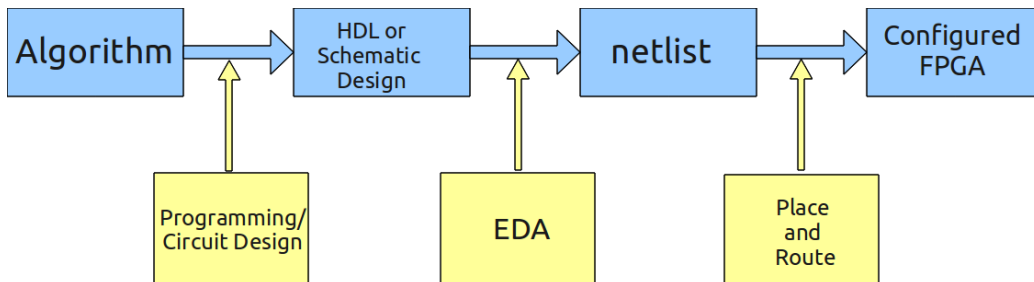 Algorithm
HDL or
Schematic
Design
netlist
Configured
FPGA
Programming/
Circuit Design
EDA
Place
and
Route